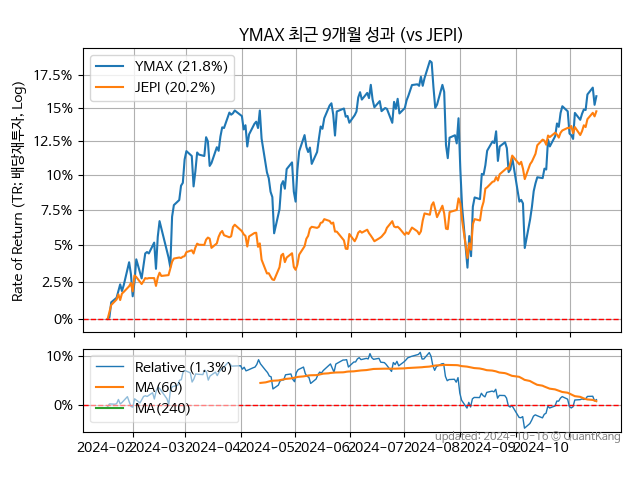 YMAX 최근 9개월 성과 (vs JEPI)
Rate of Return (TR: 배당재투자, Log)
17.5%
15%
12.5%
10%
7.5%
5%
2.5%
0%
YMAX (21.8%)
JEPI (20.2%)
10%
0%
Relative (1.3%)
MA(60)
MA(240)
2024-02 2024-03 2024-04 2024-05 2024-06 2024-07 2024-08 2024-09 2024-10
updated: 2024-10-16 © QuantKang